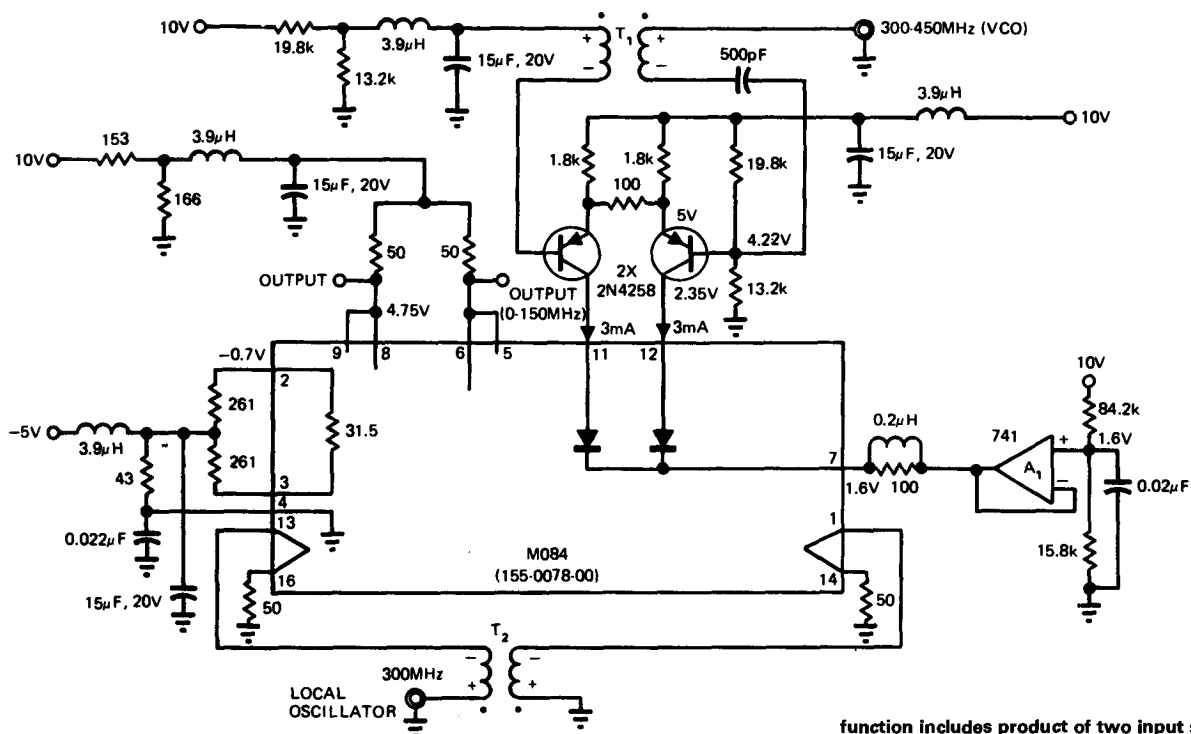 10V
19.8k
13.2k
3.9µH
15µF, 20V
+
−
T1
+
−
500pF
300-450MHz (VCO)
3.9µH
10V
15µF, 20V
10V
153
166
3.9µH
15µF, 20V
1.8k
1.8k
19.8k
100
5V
4.22V
50
50
OUTPUT
OUTPUT
(0-150MHz)
4.75V
2X
2N4258
2.35V
13.2k
3mA
3mA
9
8
6
5
11
12
−0.7V
2
−5V
3.9µH
261
261
31.5
43
3
4
13
0.022µF
16
15µF, 20V
50
M084
(155-0078-00)
7
1.6V
0.2µH
100
741
A1
+
−
10V
84.2k
1.6V
0.02µF
15.8k
1
14
50
T2
−
+
−
+
300MHz
LOCAL
OSCILLATOR
function includes product of two input